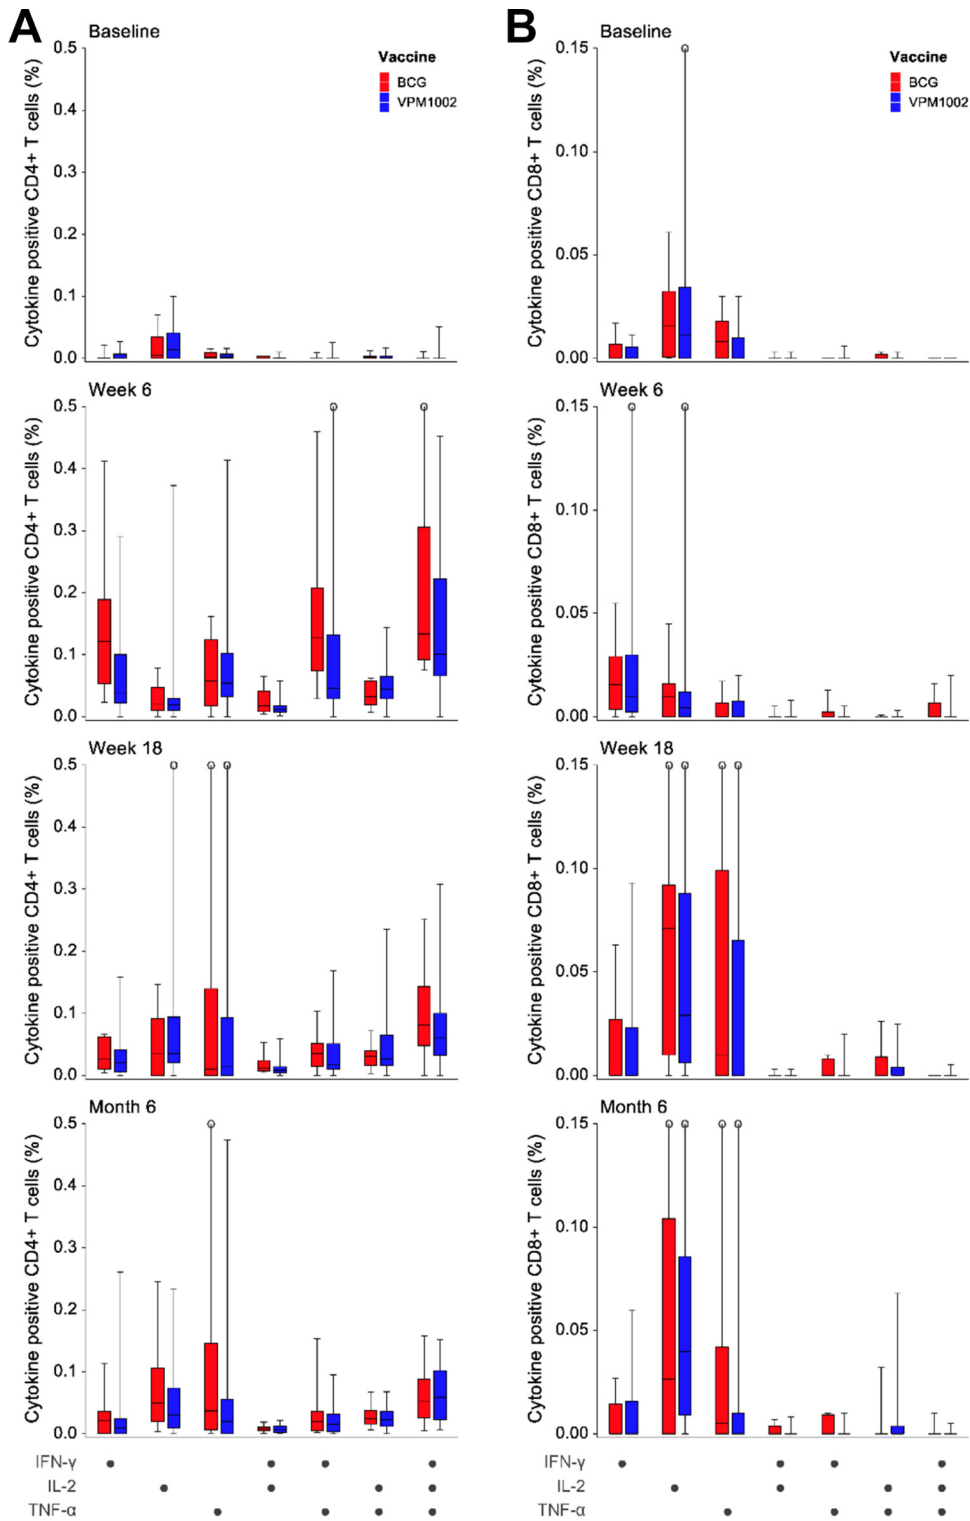 A
Baseline
Cytokine positive CD4+ T cells (%)
0.5
0.4
0.3
0.2
0.1
0.0
Vaccine
BCG
VPM1002
Week 6
Cytokine positive CD4+ T cells (%)
0.5
0.4
0.3
0.2
0.1
0.0
Week 18
Cytokine positive CD4+ T cells (%)
0.5
0.4
0.3
0.2
0.1
0.0
Month 6
Cytokine positive CD4+ T cells (%)
0.5
0.4
0.3
0.2
0.1
0.0
IFN-γ
IL-2
TNF-α
B
Baseline
Cytokine positive CD8+ T cells (%)
0.15
0.10
0.05
0.00
Vaccine
BCG
VPM1002
Week 6
Cytokine positive CD8+ T cells (%)
0.15
0.10
0.05
0.00
Week 18
Cytokine positive CD8+ T cells (%)
0.15
0.10
0.05
0.00
Month 6
Cytokine positive CD8+ T cells (%)
0.15
0.10
0.05
0.00
IFN-γ
IL-2
TNF-α